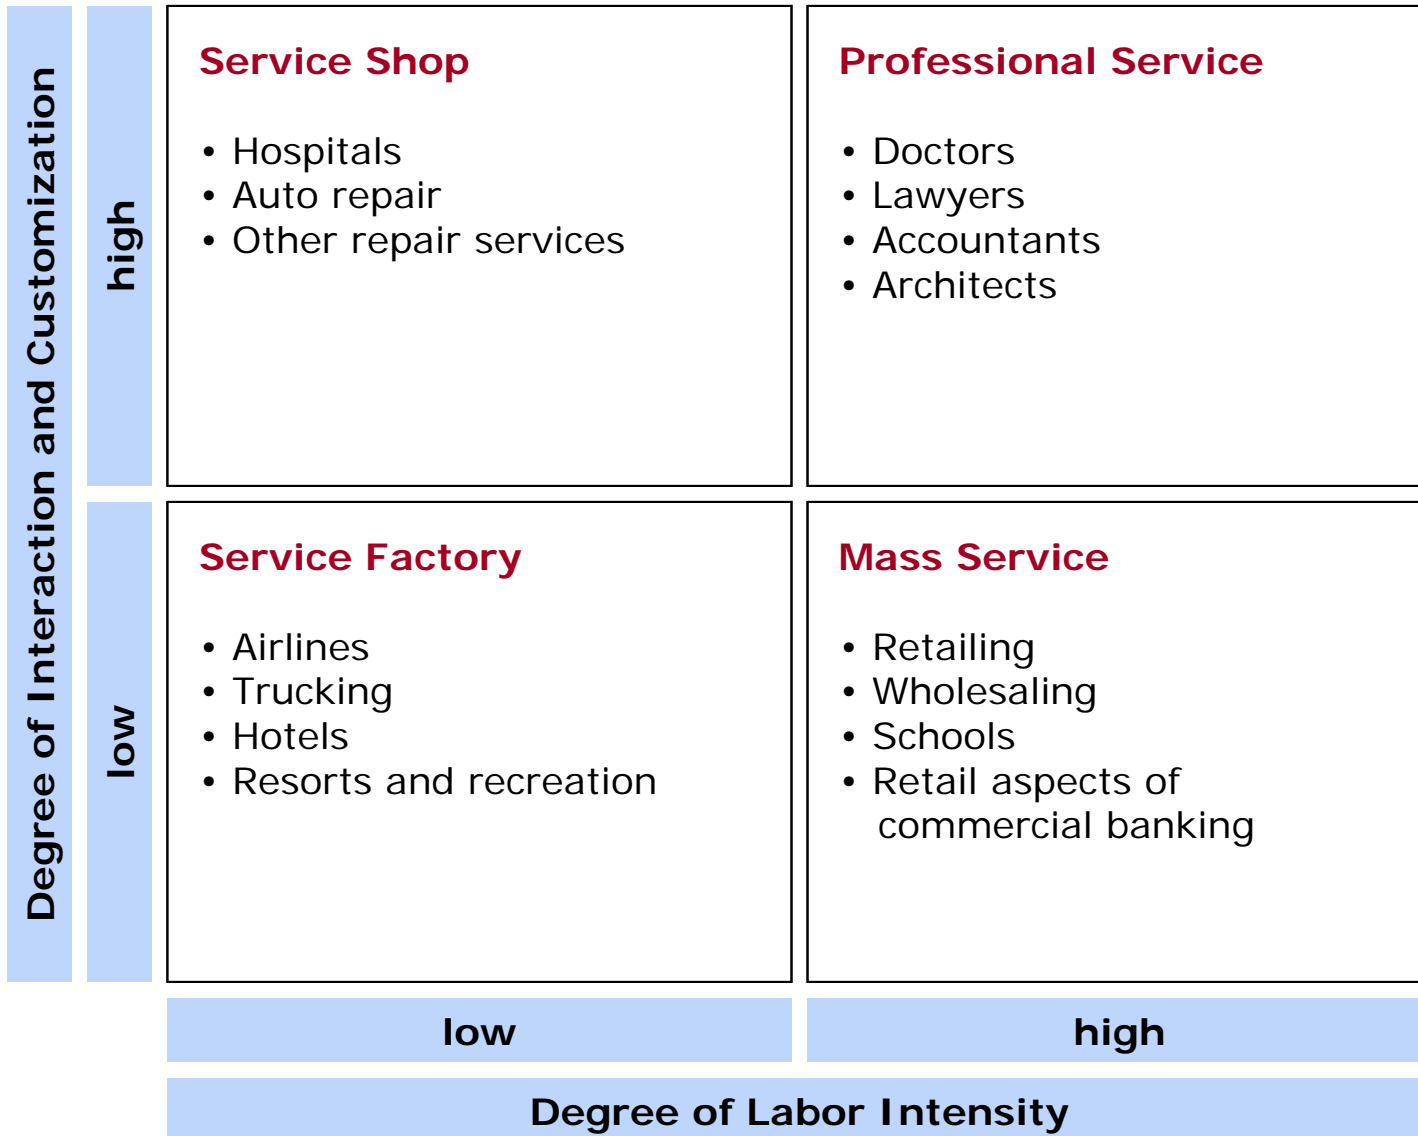 Degree of Interaction and Customization
high
Service Shop
• Hospitals
• Auto repair
• Other repair services
Professional Service
• Doctors
• Lawyers
• Accountants
• Architects
low
Service Factory
• Airlines
• Trucking
• Hotels
• Resorts and recreation
Mass Service
• Retailing
• Wholesaling
• Schools
• Retail aspects of
commercial banking
low
high
Degree of Labor Intensity